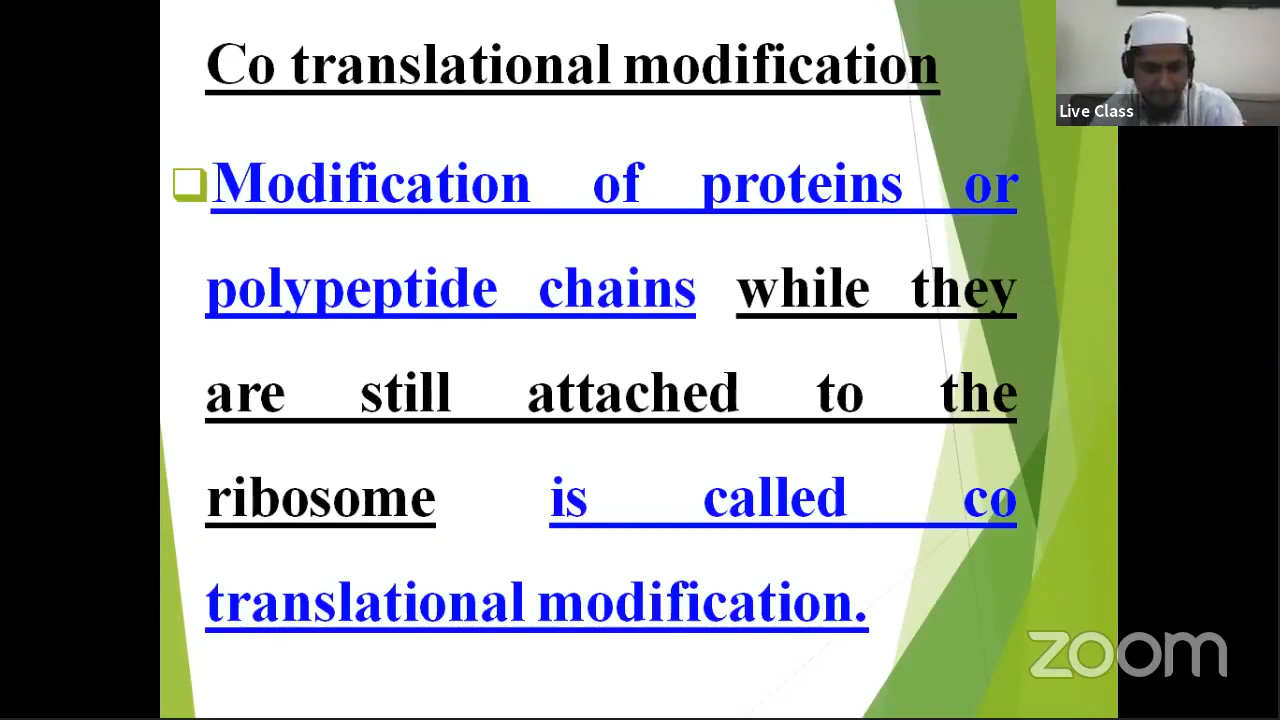 Co translational modification
Live Class
Modification of proteins or
polypeptide chains while they
are still attached to the
ribosome is called co
translational modification.
zoom